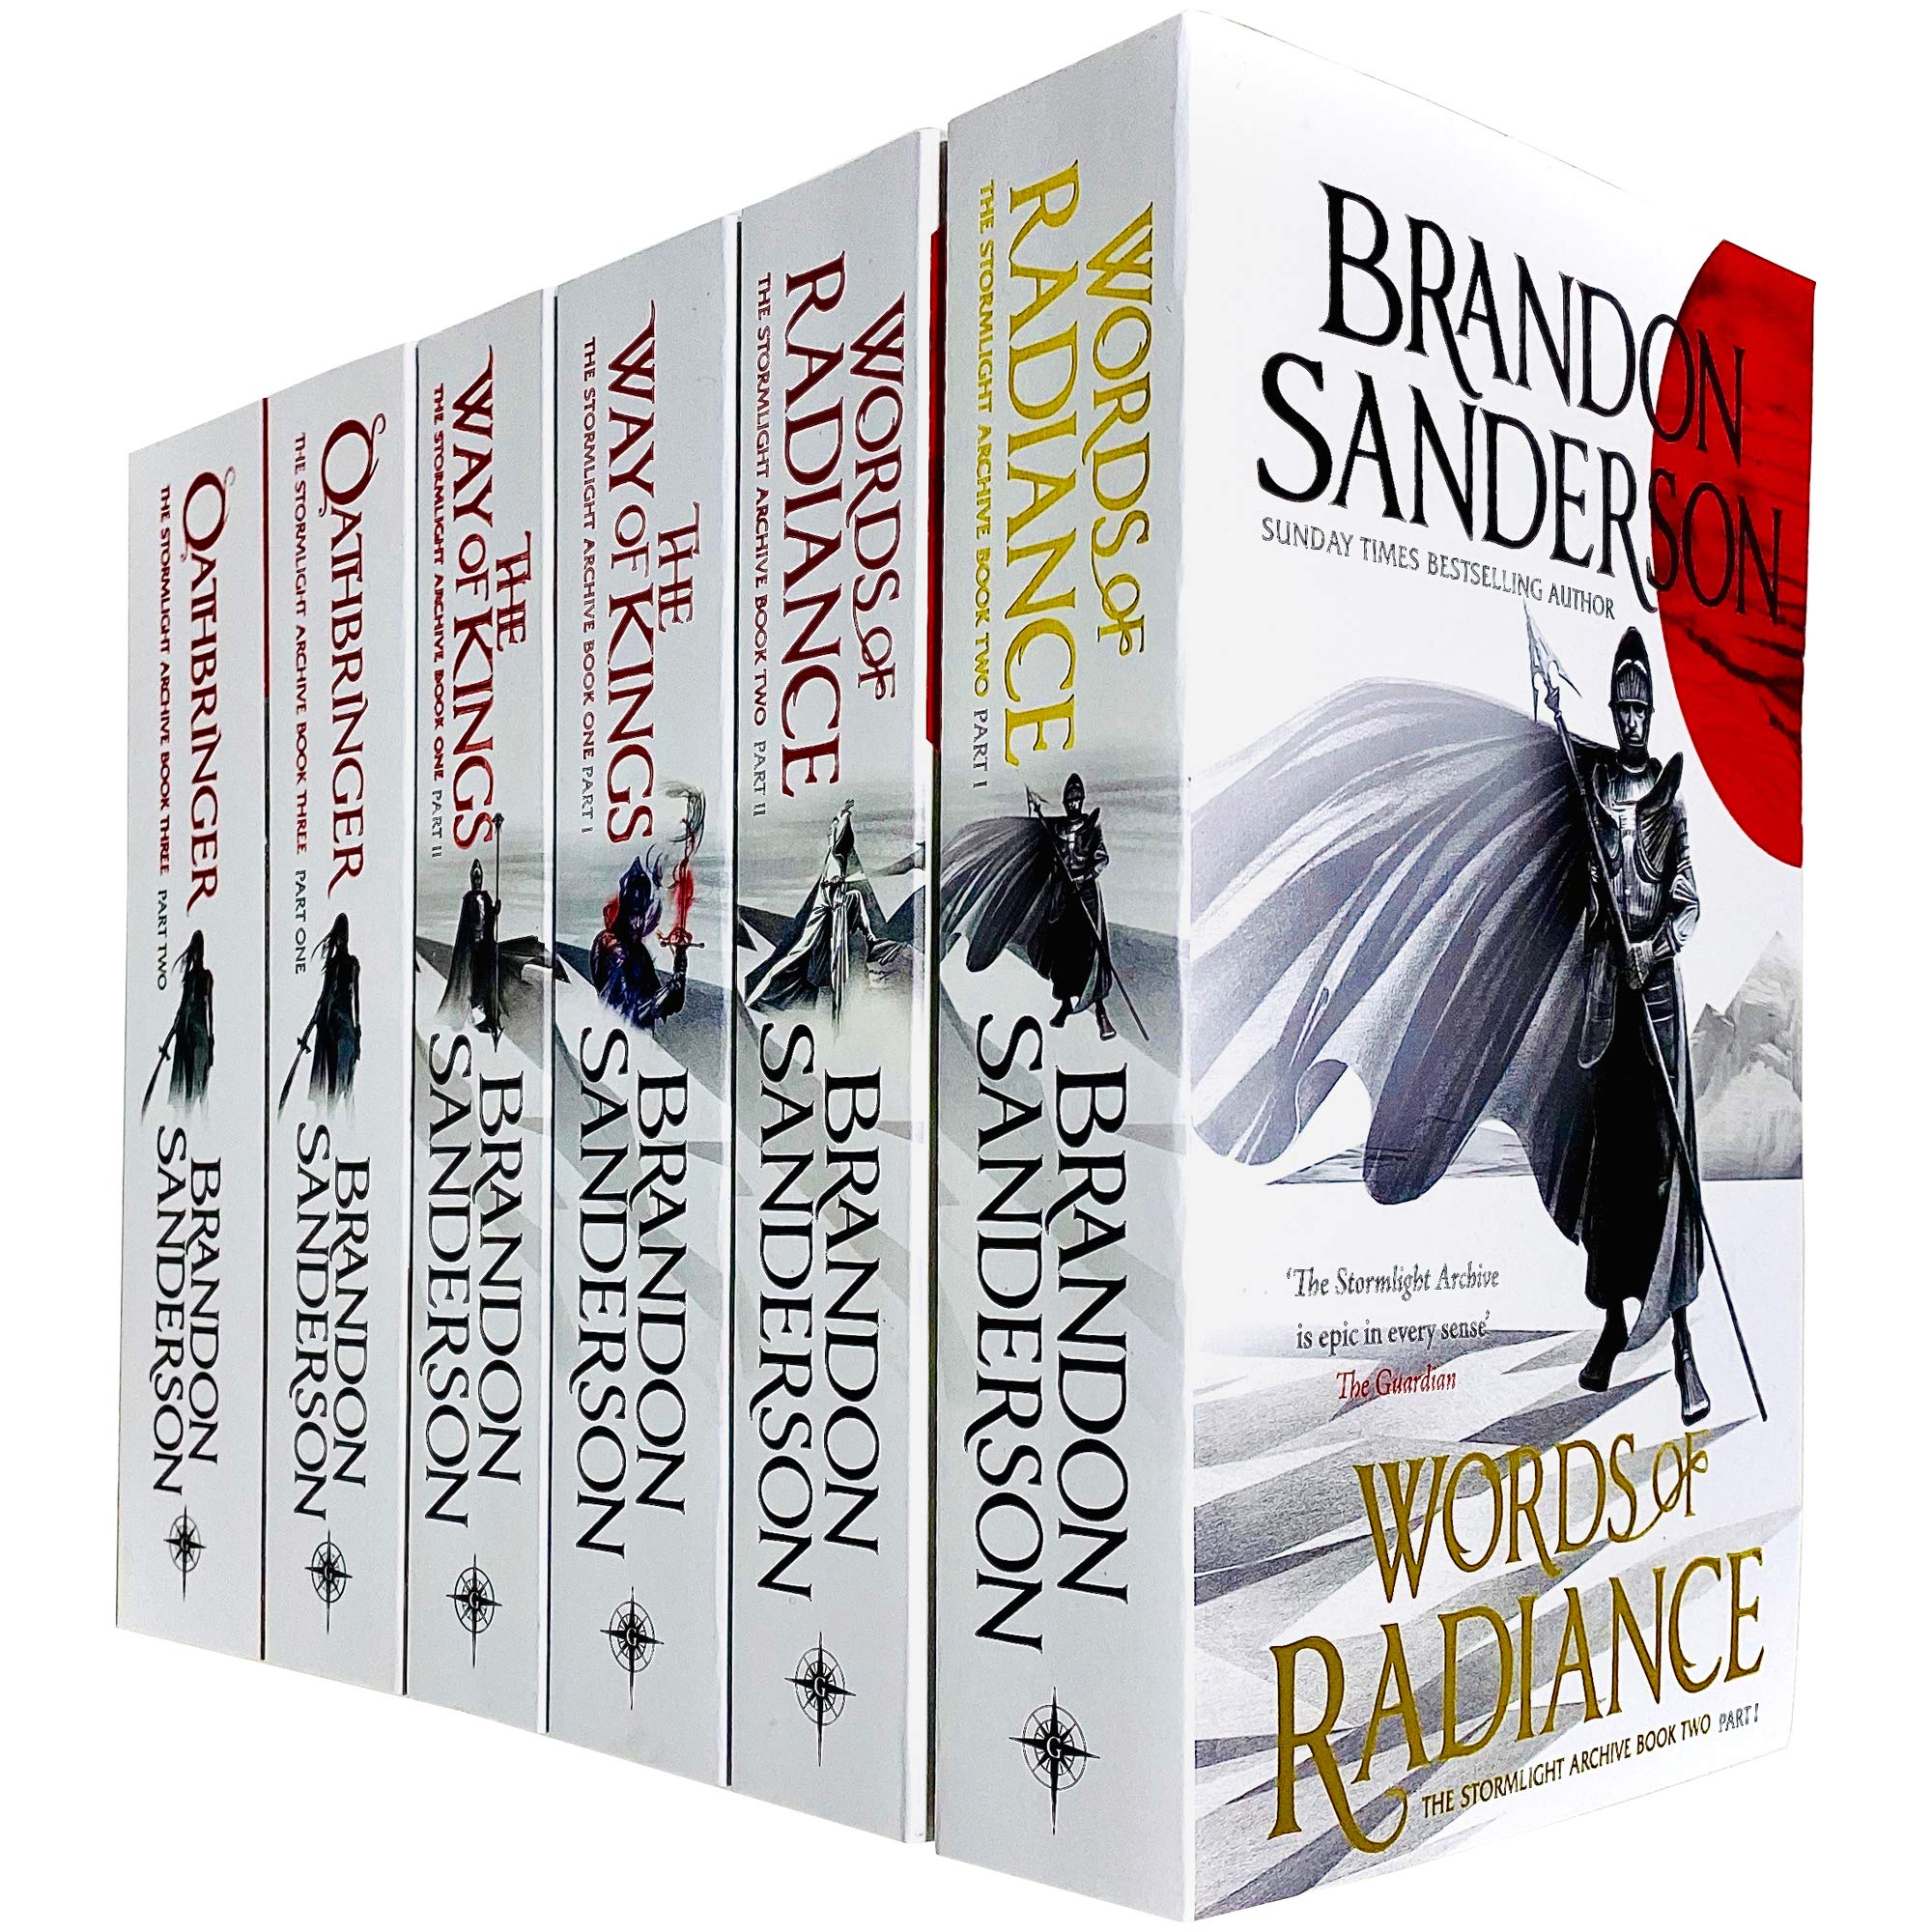 OATHBRINGER
THE STORMLIGHT ARCHIVE BOOK THREE PART TWO
BRANDON
SANDERSON
OATHBRINGER
THE STORMLIGHT ARCHIVE BOOK THREE PART ONE
BRANDON
SANDERSON
THE
WAY OF KINGS
THE STORMLIGHT ARCHIVE BOOK ONE PART II
BRANDON
SANDERSON
G
THE
WAY OF KINGS
THE STORMLIGHT ARCHIVE BOOK ONE PART I
BRANDON
SANDERSON
G
WORDS OF
RADIANCE
THE STORMLIGHT ARCHIVE BOOK TWO PART II
BRANDON
SANDERSON
G
WORDS OF
RADIANCE
THE STORMLIGHT ARCHIVE BOOK TWO PART I
BRANDON
SANDERSON
G
BRANDON
SANDERSON
SUNDAY TIMES BESTSELLING AUTHOR
‘The Stormlight Archive
is epic in every sense’
The Guardian
WORDS OF
RADIANCE
THE STORMLIGHT ARCHIVE BOOK TWO PART I